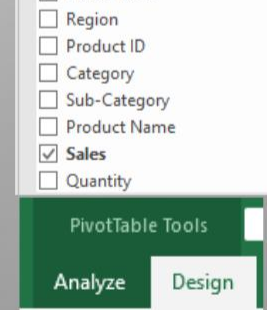 Region
Product ID
Category
Sub-Category
Product Name
Sales
Quantity
PivotTable Tools
Analyze
Design